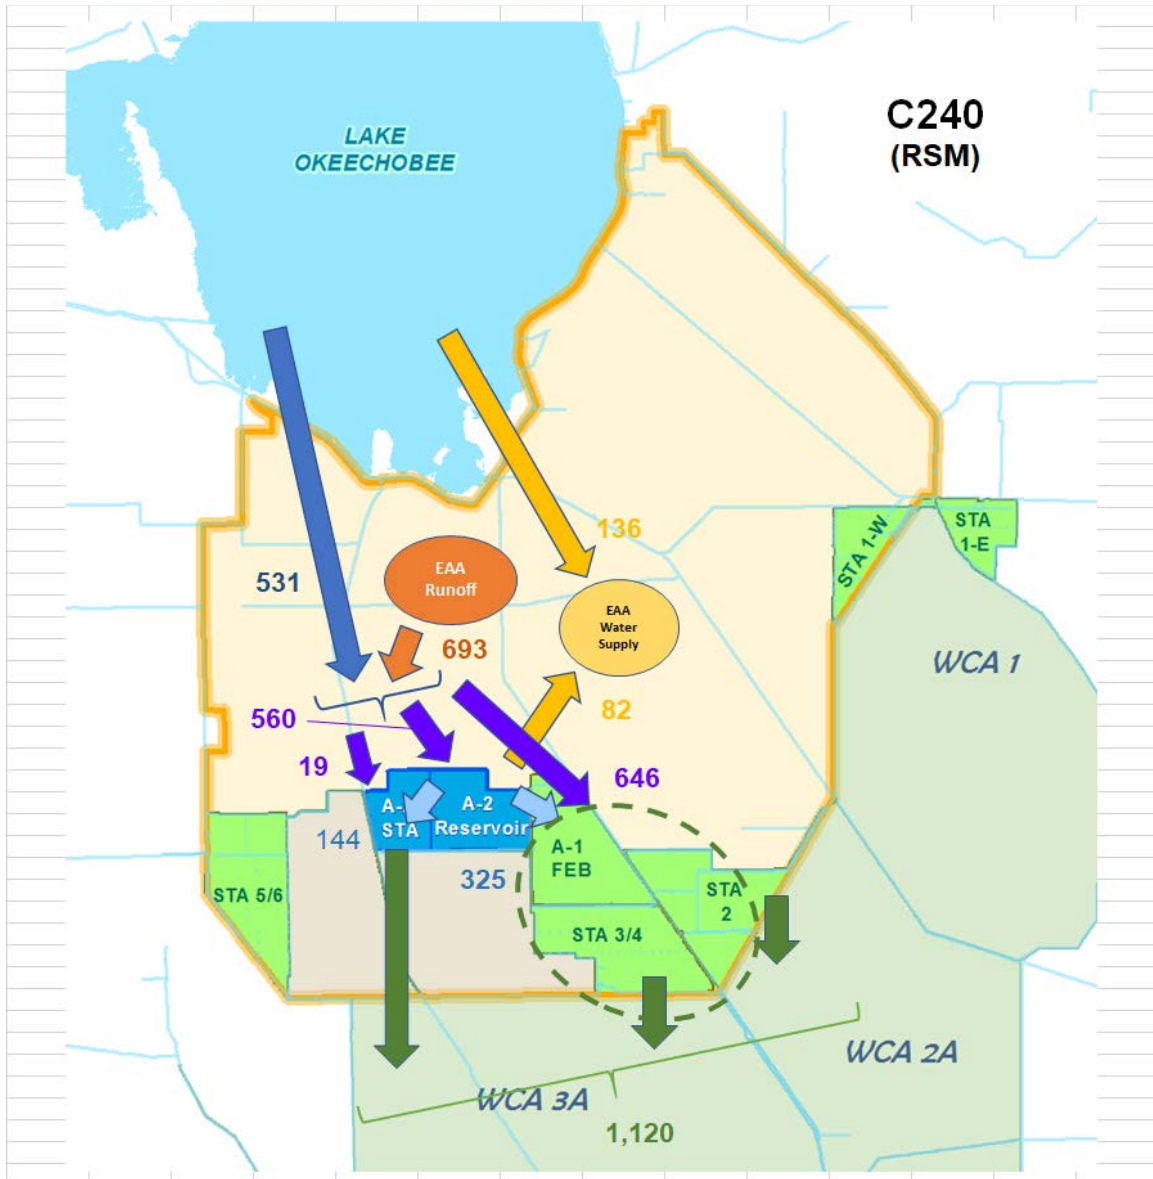 C240
(RSM)
LAKE
OKEECHOBEE
136
STA 1-W
STA
1-E
531
EAA
Runoff
EAA
Water
Supply
693
WCA 1
560
82
19
646
A-
STA
A-2
Reservoir
144
325
A-1
FEB
STA 5/6
STA
2
STA 3/4
WCA 2A
WCA 3A
1,120